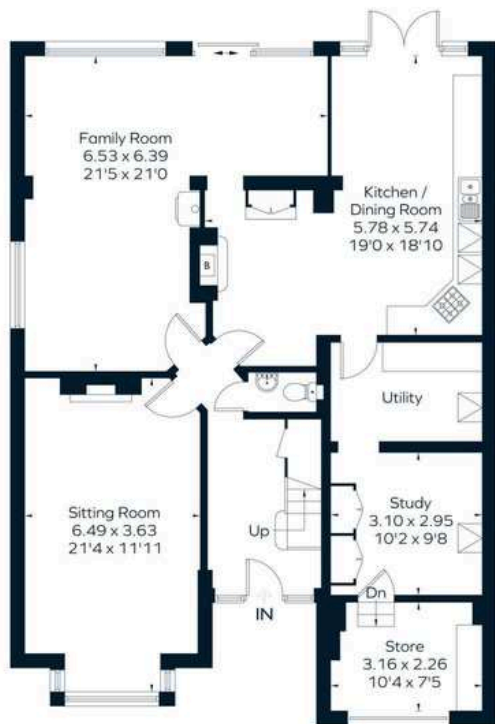 Family Room
6.53 x 6.39
21'5 x 21'0
Kitchen /
Dining Room
5.78 x 5.74
19'0 x 18'10
B
Utility
Sitting Room
6.49 x 3.63
21'4 x 11'11
Up
Study
3.10 x 2.95
10'2 x 9'8
IN
Dn
Store
3.16 x 2.26
10'4 x 7'5